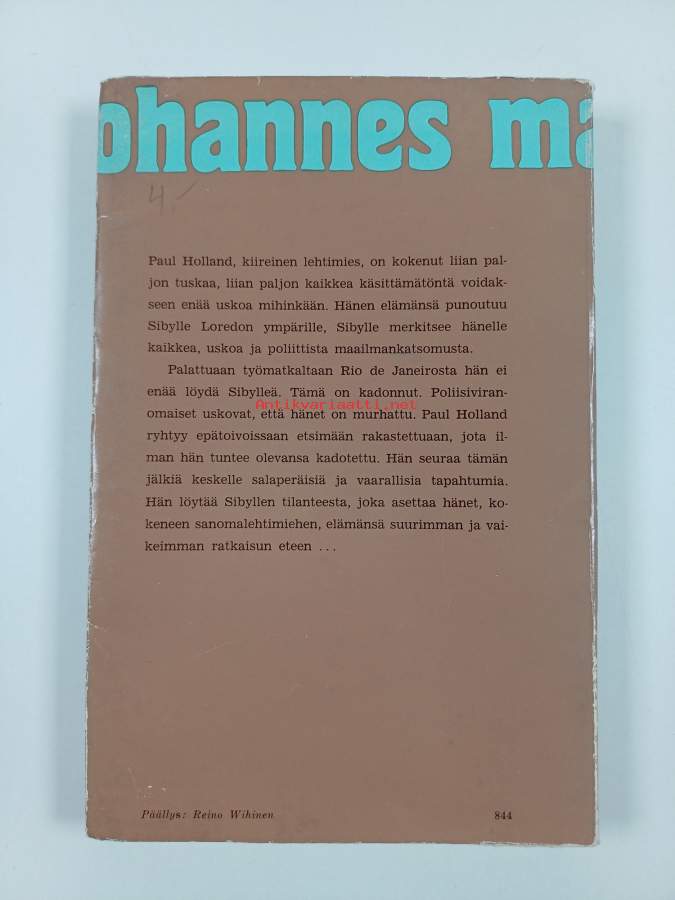 ohannes ma
4.-
Paul Holland, kiireinen lehtimies, on kokenut liian pal-
jon tuskaa, liian paljon kaikkea käsittämätöntä voidak-
seen enää uskoa mihinkään. Hänen elämänsä punoutuu
Sibylle Loredon ympärille, Sibylle merkitsee hänelle
kaikkea, uskoa ja poliittista maailmankatsomusta.
Palattuaan työmatkaltaan Rio de Janeirosta hän ei
enää löydä Sibylleä. Tämä on kadonnut. Poliisiviran-
Antikvariaatti.net
omaiset uskovat, että hänet on murhattu. Paul Holland
ryhtyy epätoivoissaan etsimään rakastettuaan, jota il-
man hän tuntee olevansa kadotettu. Hän seuraa tämän
jälkiä keskelle salaperäisiä ja vaarallisia tapahtumia.
Hän löytää Sibyllen tilanteesta, joka asettaa hänet, ko-
keneen sanomalehtimiehen, elämänsä suurimman ja vai-
keimman ratkaisun eteen ...
Päällys: Reino Wihinen
844